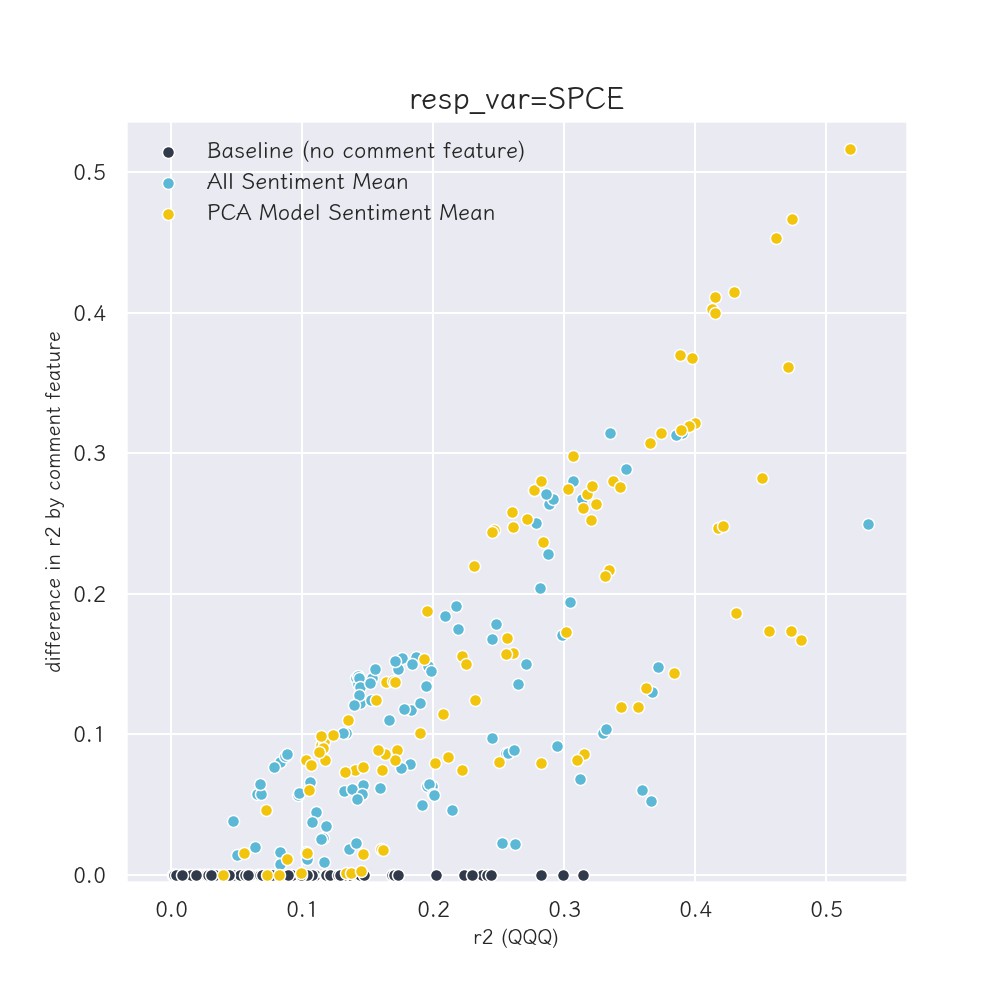 resp_var=SPCE
Baseline (no comment feature)
All Sentiment Mean
PCA Model Sentiment Mean
difference in r2 by comment feature
0.5
0.4
0.3
0.2
0.1
0.0
0.0 0.1 0.2 0.3 0.4 0.5
r2 (QQQ)